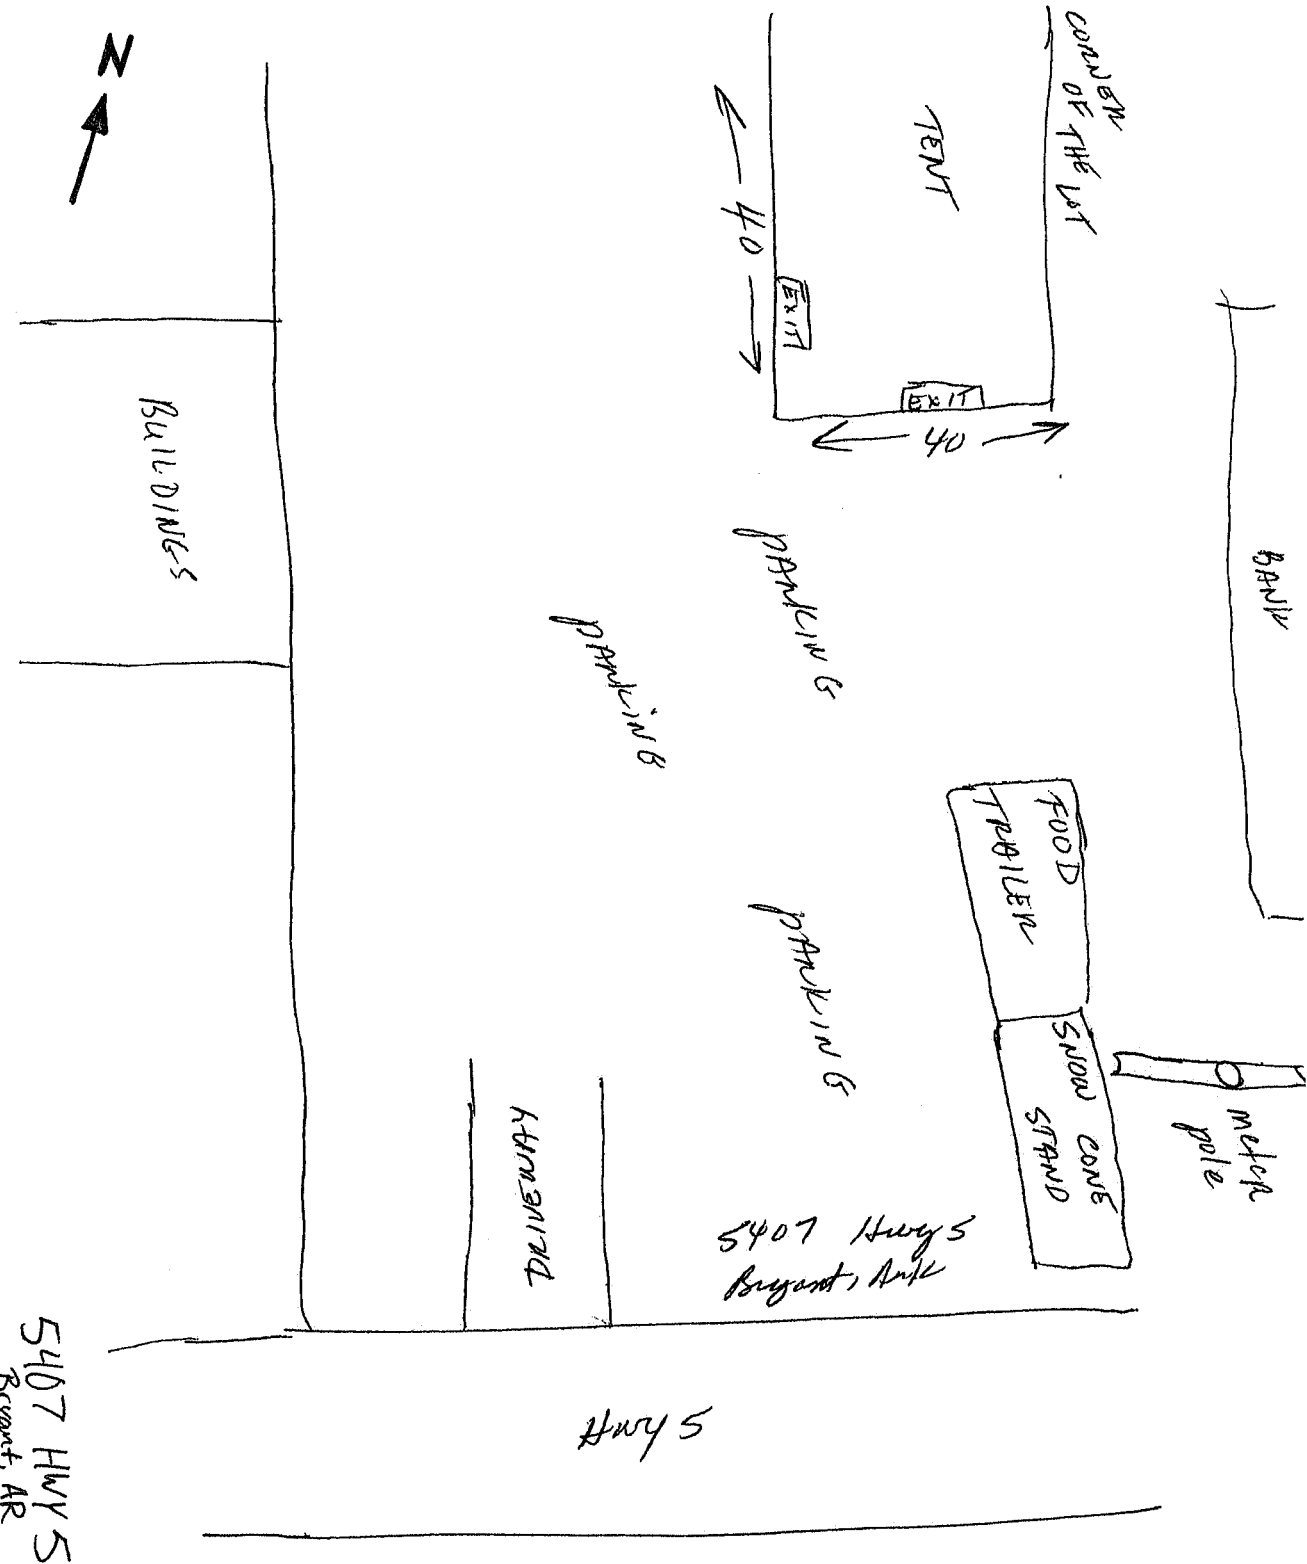 N
CORNER
OF THE LOT
TENT
40
EXIT
EXIT
40
BUILDINGS
BANK
PARKING
PARKING
FOOD
TRAILER
PARKING
SNOW CONE
STAND
meter
pole
DRIVEWAY
5407 Hwy 5
Bryant, Ark
Hwy 5
5407 HWY 5
Bryant, AR